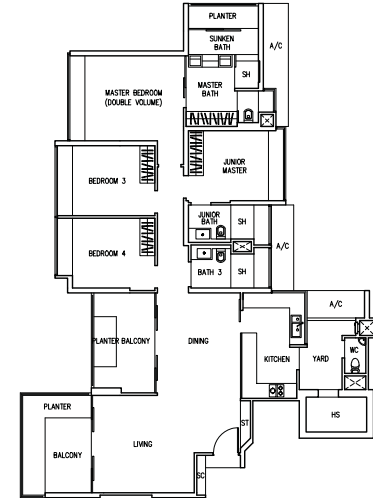 PLANTER
SUNKEN
BATH
A/C
MASTER BEDROOM
(DOUBLE VOLUME)
MASTER
BATH
SH
JUNIOR
MASTER
BEDROOM 3
JUNIOR
BATH
SH
A/C
BEDROOM 4
BATH 3
SH
A/C
PLANTER BALCONY
DINING
KITCHEN
YARD
WC
PLANTER
HS
BALCONY
LIVING
ST
SC